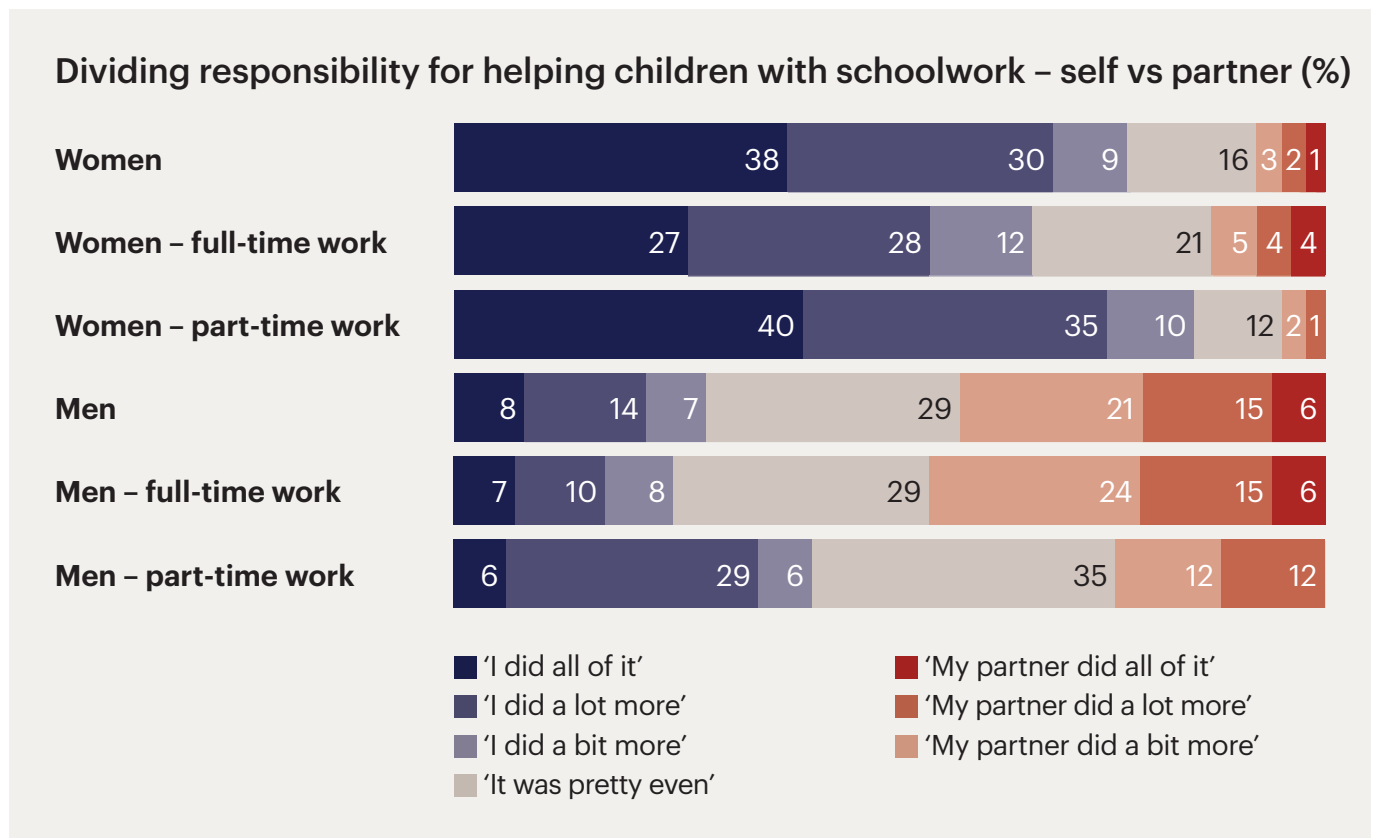 Dividing responsibility for helping children with schoolwork – self vs partner (%)
Women 38 30 9 16 3 2 1
Women – full-time work 27 28 12 21 5 4 4
Women – part-time work 40 35 10 12 2 1
Men 8 14 7 29 21 15 6
Men – full-time work 7 10 8 29 24 15 6
Men – part-time work 6 29 6 35 12 12
‘I did all of it’
‘I did a lot more’
‘I did a bit more’
‘It was pretty even’
‘My partner did all of it’
‘My partner did a lot more’
‘My partner did a bit more’